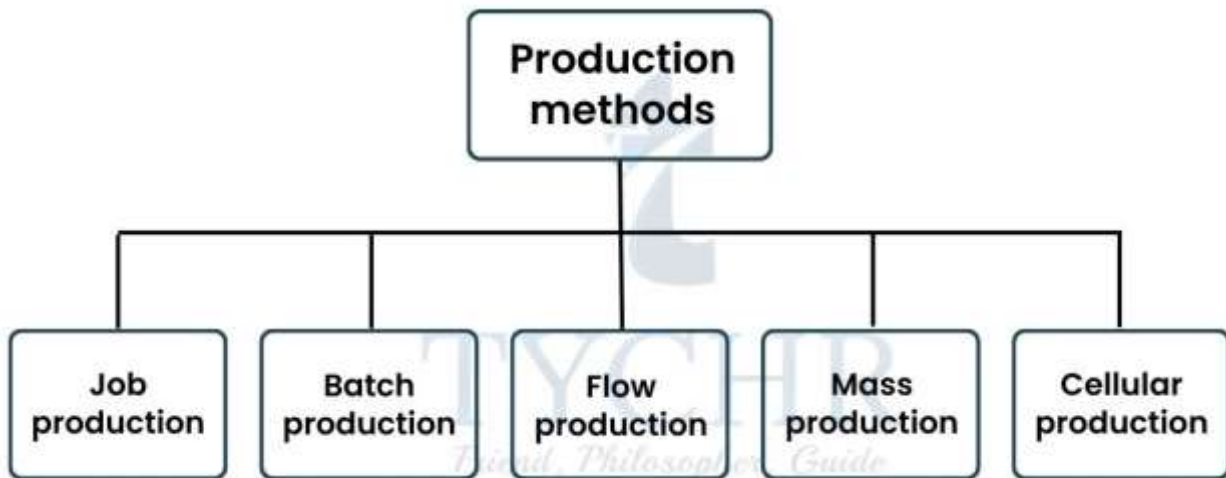 Production
methods
Job
production
Batch
production
Flow
production
Mass
production
Cellular
production
TYCHR
Friend, Philosopher, Guide